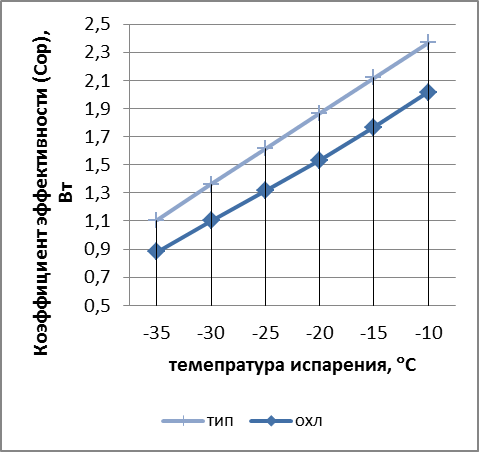 Коэффициент эффективности (Cop),
Вт
2,5
2,3
2,1
1,9
1,7
1,5
1,3
1,1
0,9
0,7
0,5
-35 -30 -25 -20 -15 -10
темепратура испарения, °С
тип охл